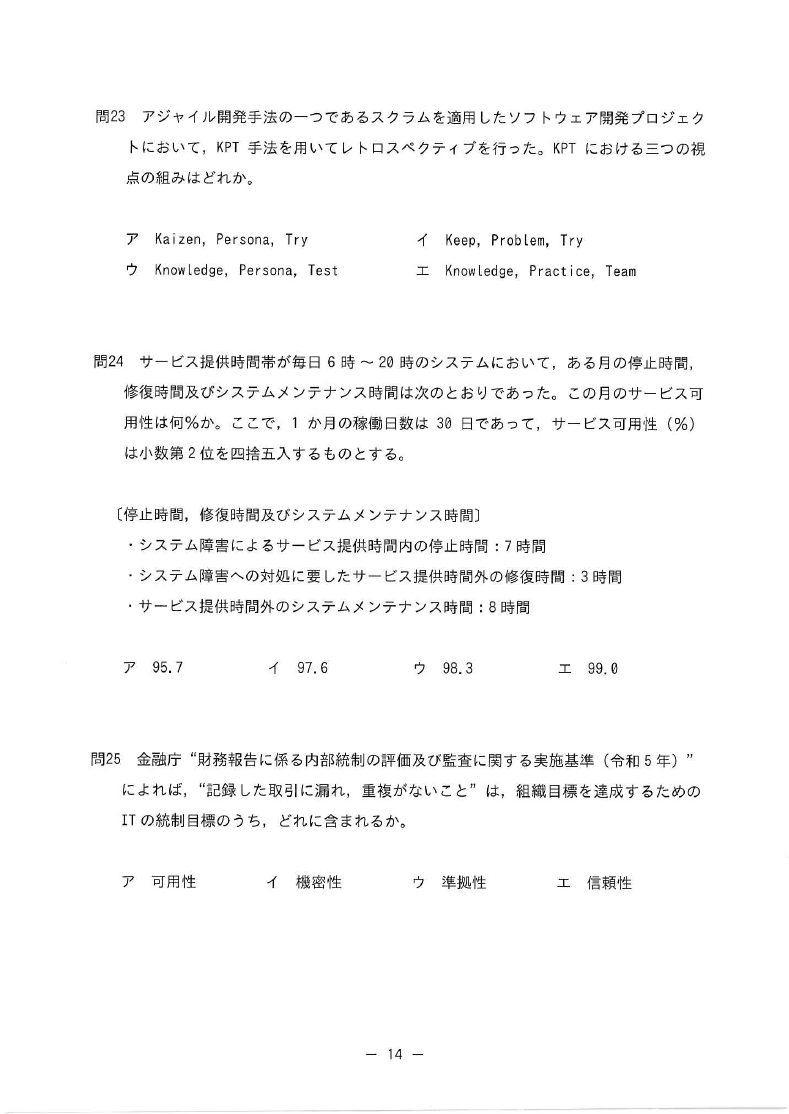 問23　アジャイル開発手法の一つであるスクラムを適用したソフトウェア開発プロジェク
トにおいて，KPT 手法を用いてレトロスペクティブを行った。KPT における三つの視
点の組みはどれか。
ア　Kaizen, Persona, Try　　イ　Keep, Problem, Try
ウ　Knowledge, Persona, Test　　エ　Knowledge, Practice, Team
問24　サービス提供時間帯が毎日 6 時 ～ 20 時のシステムにおいて，ある月の停止時間，
修復時間及びシステムメンテナンス時間は次のとおりであった。この月のサービス可
用性は何％か。ここで，1 か月の稼働日数は 30 日であって，サービス可用性（％）
は小数第 2 位を四捨五入するものとする。
〔停止時間，修復時間及びシステムメンテナンス時間〕
・システム障害によるサービス提供時間内の停止時間：7 時間
・システム障害への対処に要したサービス提供時間外の修復時間：3 時間
・サービス提供時間外のシステムメンテナンス時間：8 時間
ア　95.7　　イ　97.6　　ウ　98.3　　エ　99.0
問25　金融庁“財務報告に係る内部統制の評価及び監査に関する実施基準（令和 5 年）”
によれば，“記録した取引に漏れ，重複がないこと”は，組織目標を達成するための
IT の統制目標のうち，どれに含まれるか。
ア　可用性　　イ　機密性　　ウ　準拠性　　エ　信頼性
－ 14 －